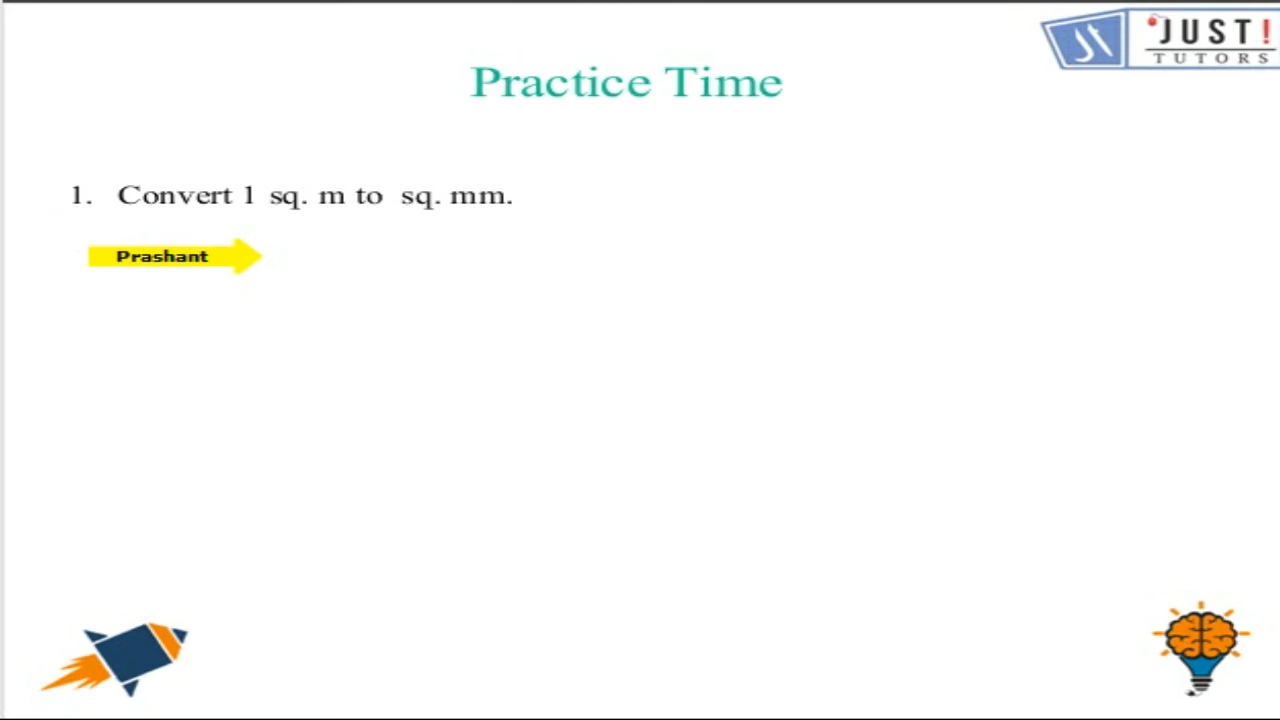 JUST!
TUTORS
Practice Time
1. Convert 1 sq. m to sq. mm.
Prashant